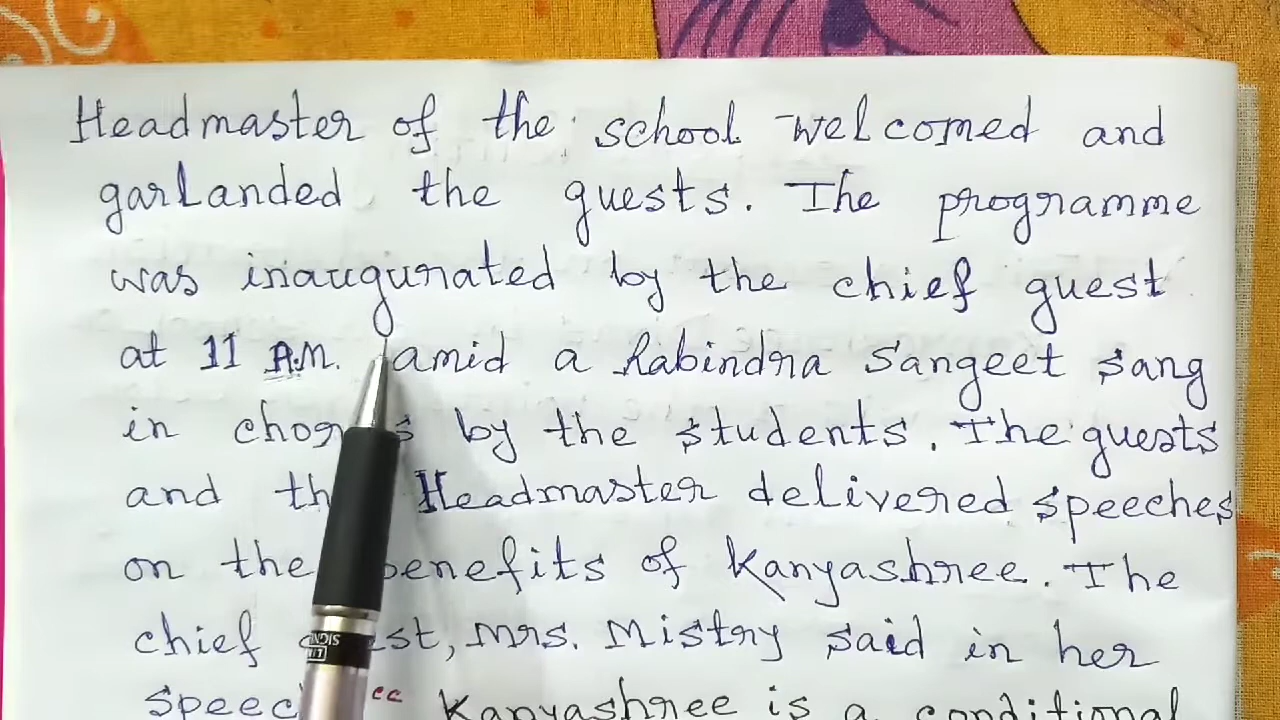 Headmaster of the school welcomed and
garlanded the guests. The programme
was inaugurated by the chief guest
at 11 A.M. amid a Rabindra Sangeet sang
in by the students. The guests
and Headmaster delivered speeches
on the benefits of Kanyashree. The
chief Mrs. Mistry said in her
Kanyashree is a conditional